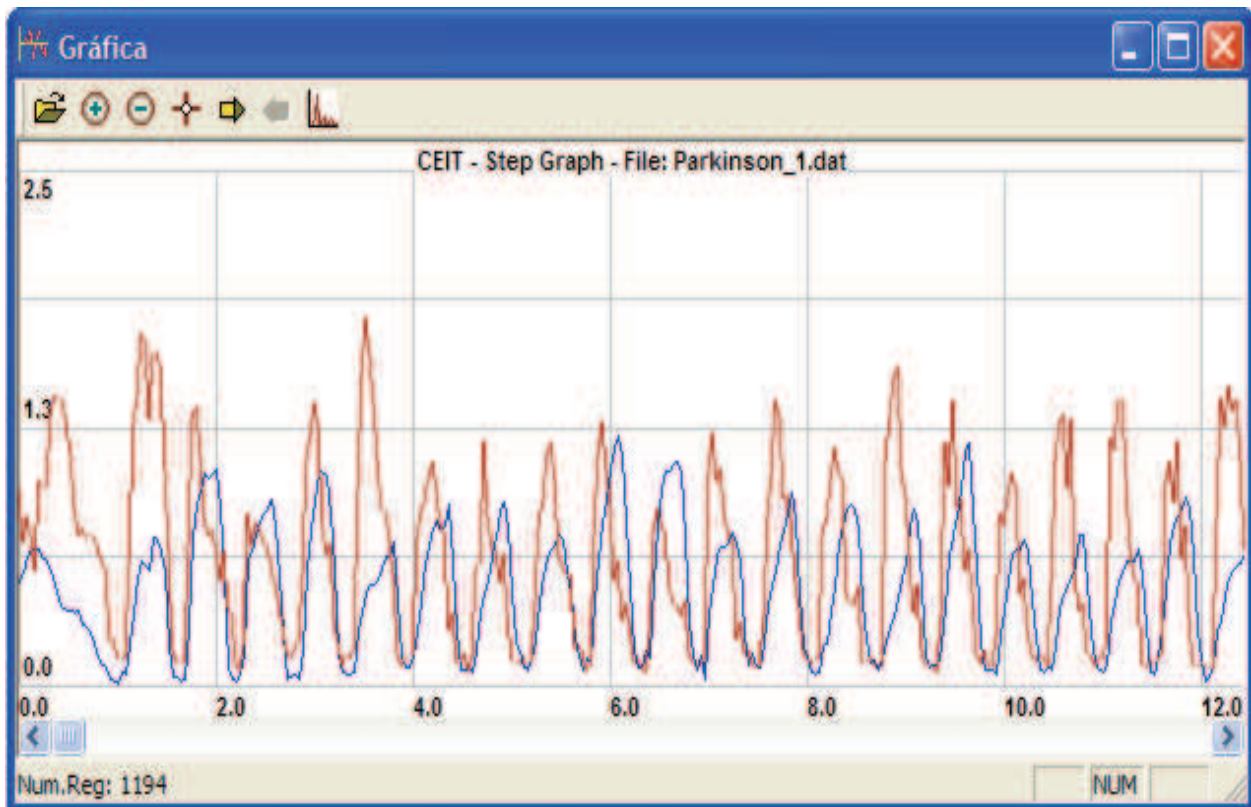 Gráfica
CEIT - Step Graph - File: Parkinson_1.dat
2.5
1.3
0.0
0.0 2.0 4.0 6.0 8.0 10.0 12.0
Num.Reg: 1194 NUM